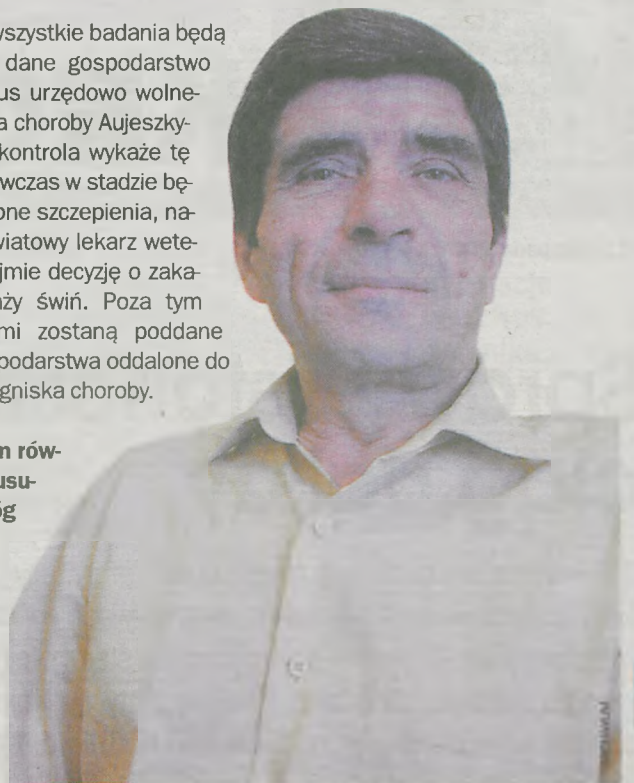 wszystkie badania będą
dane gospodarstwo
us urzędowo wolne-
a choroby Aujeszky-
kontrola wykaże tę
wczas w stadzie bę-
one szczepienia, na-
wiatowy lekarz wete-
jmie decyzję o zaka-
ży świń. Poza tym
mi zostaną poddane
podarstwa oddalone do
gniska choroby.
m rów-
usu-
óg